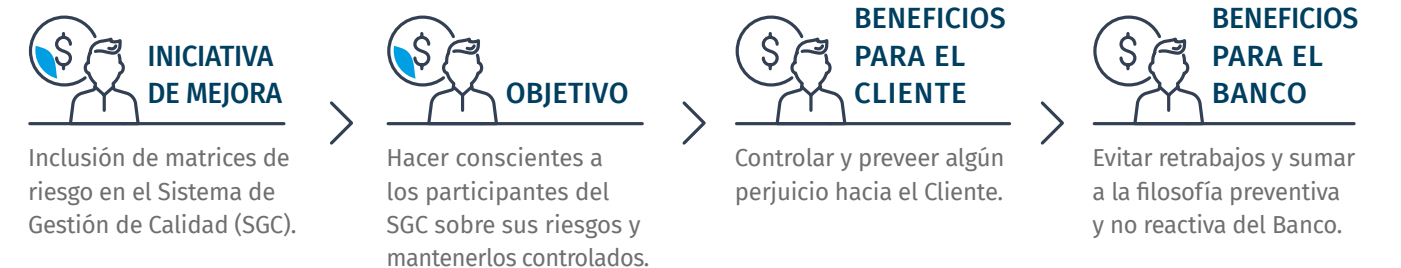 INICIATIVA
DE MEJORA
Inclusión de matrices de
riesgo en el Sistema de
Gestión de Calidad (SGC).
OBJETIVO
Hacer conscientes a
los participantes del
SGC sobre sus riesgos y
mantenerlos controlados.
BENEFICIOS
PARA EL
CLIENTE
Controlar y preveer algún
perjuicio hacia el Cliente.
BENEFICIOS
PARA EL
BANCO
Evitar retrabajos y sumar
a la filosofía preventiva
y no reactiva del Banco.